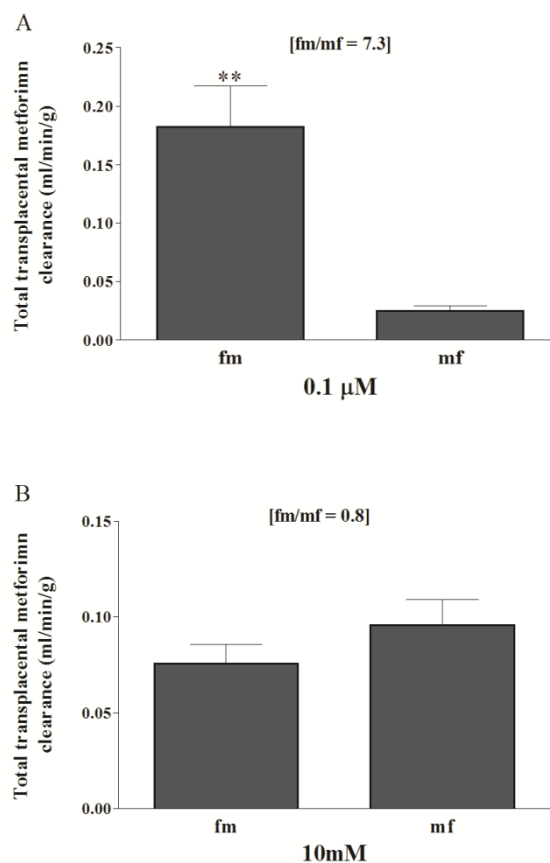 A
[fm/mf = 7.3]
Total transplacental metforimn
clearance (ml/min/g)
0.25
**
0.20
0.15
0.10
0.05
0.00
fm mf
0.1 μM
B
[fm/mf = 0.8]
Total transplacental metforimn
clearance (ml/min/g)
0.15
0.10
0.05
0.00
fm mf
10mM